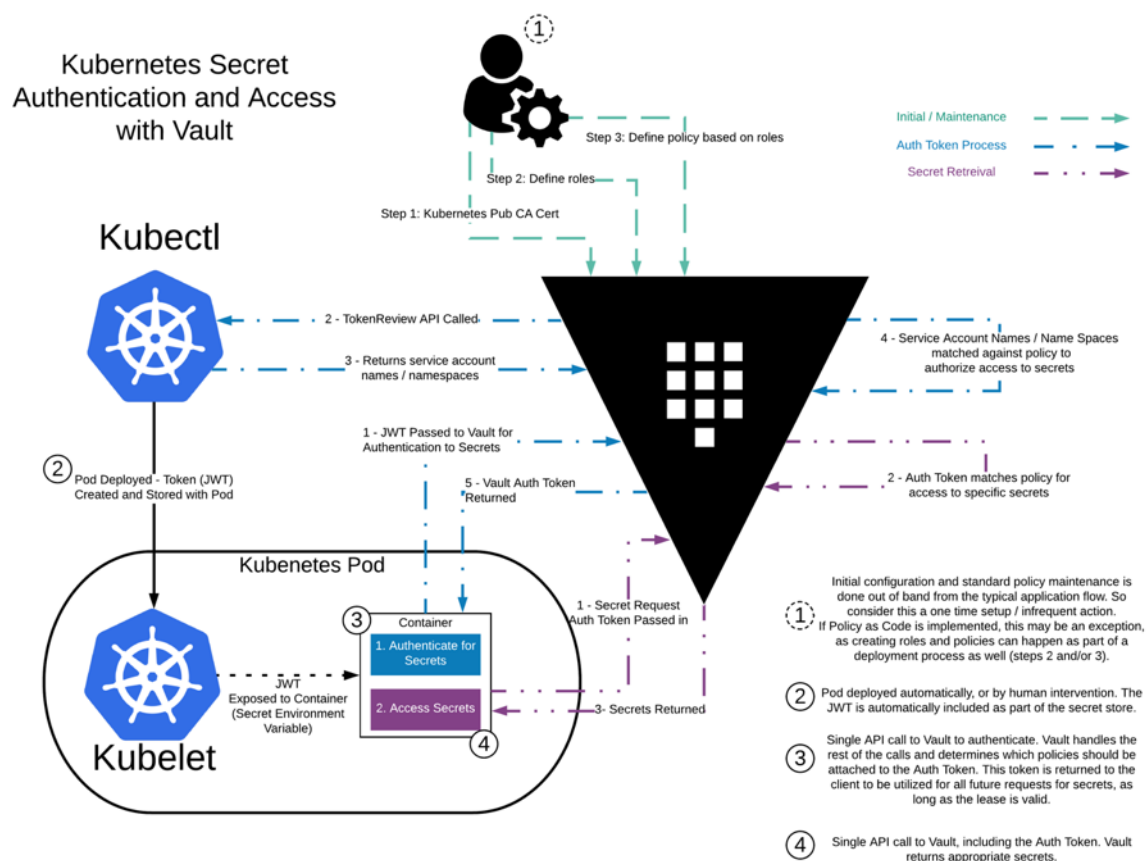 Kubernetes Secret
Authentication and Access
with Vault
1
Initial / Maintenance
Auth Token Process
Secret Retreival
Step 3: Define policy based on roles
Step 2: Define roles
Step 1: Kubernetes Pub CA Cert
Kubectl
2 - TokenReview API Called
3 - Returns service account
names / namespaces
4 - Service Account Names / Name Spaces
matched against policy to
authorize access to secrets
1 - JWT Passed to Vault for
Authentication to Secrets
2
Pod Deployed - Token (JWT)
Created and Stored with Pod
5 - Vault Auth Token
Returned
2 - Auth Token matches policy for
access to specific secrets
Kubenetes Pod
1 - Secret Request
Auth Token Passed in
3
Container
1. Authenticate for
Secrets
2. Access Secrets
4
JWT
Exposed to Container
(Secret Environment
Variable)
Kubelet
3- Secrets Returned
1
Initial configuration and standard policy maintenance is
done out of band from the typical application flow. So
consider this a one time setup / infrequent action.
If Policy as Code is implemented, this may be an exception,
as creating roles and policies can happen as part of a
deployment process as well (steps 2 and/or 3).
2
Pod deployed automatically, or by human intervention. The
JWT is automatically included as part of the secret store.
3
Single API call to Vault to authenticate. Vault handles the
rest of the calls and determines which policies should be
attached to the Auth Token. This token is returned to the
client to be utilized for all future requests for secrets, as
long as the lease is valid.
4
Single API call to Vault, including the Auth Token. Vault
returns appropriate secrets.